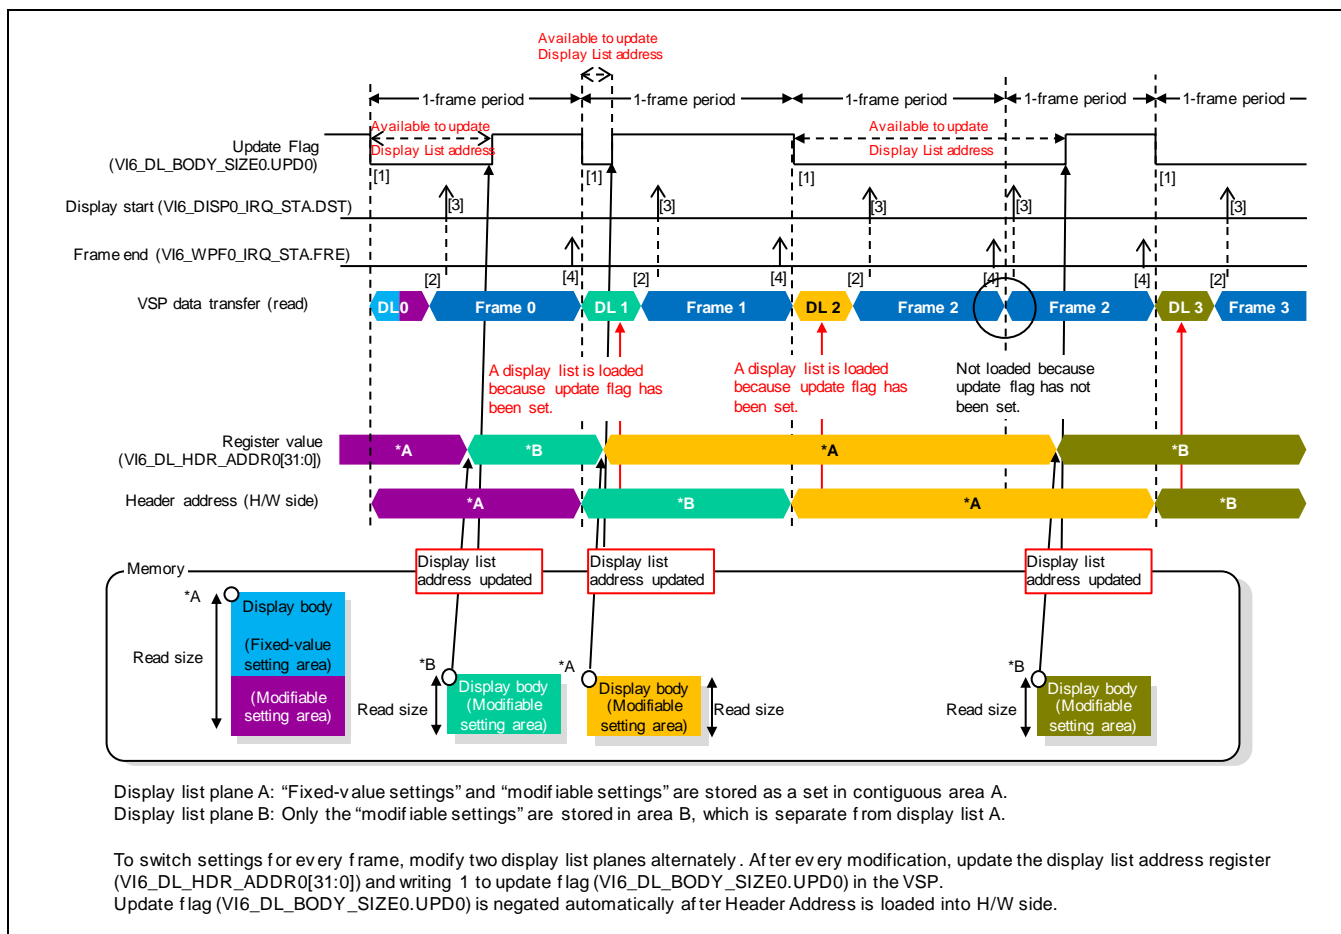 Available to update
Display List address
1-frame period
1-frame period
1-frame period
1-frame period
1-frame period
Update Flag
(VI6_DL_BODY_SIZE0.UPD0)
Available to update
Display List address
Available to update
Display List address
[1]
[1]
[1]
[1]
Display start (VI6_DISP0_IRQ_STA.DST)
[3]
[3]
[3]
[3]
[3]
Frame end (VI6_WPF0_IRQ_STA.FRE)
[2]
[4]
[2]
[4]
[2]
[4]
[4]
[2]
VSP data transfer (read)
DL0
Frame 0
DL 1
Frame 1
DL 2
Frame 2
Frame 2
DL 3
Frame 3
A display list is loaded
because update flag has
been set.
A display list is loaded
because update flag has
been set.
Not loaded because
update flag has not
been set.
Register value
(VI6_DL_HDR_ADDR0[31:0])
*A
*B
*A
*B
Header address (H/W side)
*A
*B
*A
*B
Memory
Display list
address updated
Display list
address updated
Display list
address updated
*A
Read size
Display body
(Fixed-value
setting area)
(Modifiable
setting area)
*B
Read size
Display body
(Modifiable
setting area)
*A
Display body
(Modifiable
setting area)
Read size
*B
Read size
Display body
(Modifiable
setting area)
Display list plane A: “Fixed-value settings” and “modifiable settings” are stored as a set in contiguous area A.
Display list plane B: Only the “modifiable settings” are stored in area B, which is separate from display list A.
To switch settings for every frame, modify two display list planes alternately. After every modification, update the display list address register
(VI6_DL_HDR_ADDR0[31:0]) and writing 1 to update flag (VI6_DL_BODY_SIZE0.UPD0) in the VSP.
Update flag (VI6_DL_BODY_SIZE0.UPD0) is negated automatically after Header Address is loaded into H/W side.